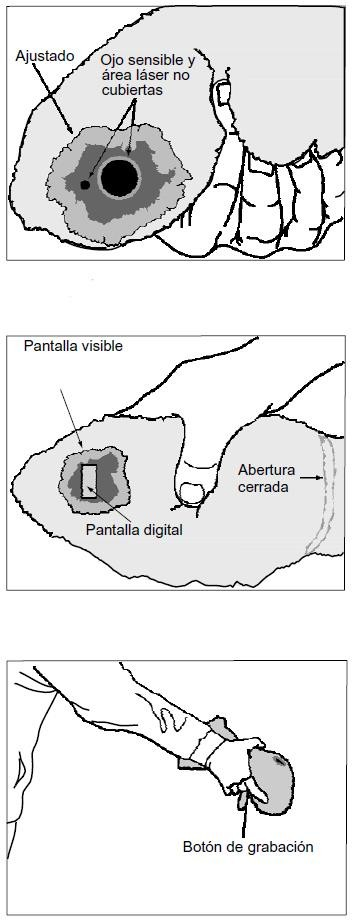 Ajustado
Ojo sensible y
área láser no
cubiertas
Pantalla visible
Abertura
cerrada
Pantalla digital
Botón de grabación